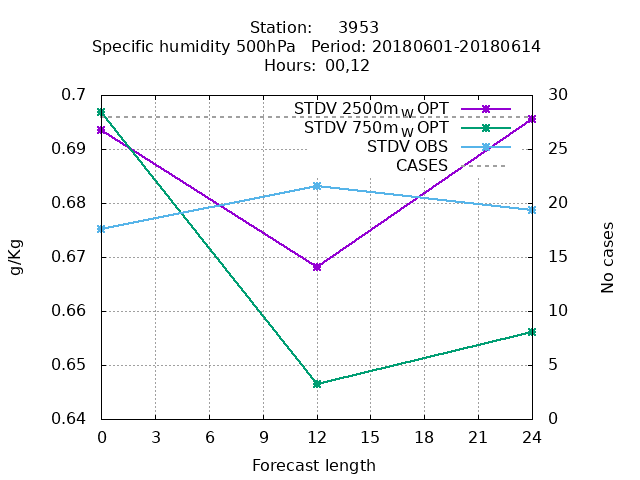 Station: 3953
Specific humidity 500hPa Period: 20180601-20180614
Hours: 00,12
STDV 2500m_W OPT
STDV 750m_W OPT
STDV OBS
CASES
0.7
0.69
0.68
0.67
0.66
0.65
0.64
30
25
20
15
10
5
0
g/Kg
No cases
0 3 6 9 12 15 18 21 24
Forecast length